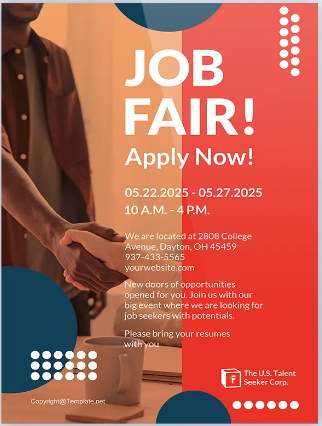 JOB
FAIR!
Apply Now!
05.22.2025 - 05.27.2025
10 A.M. - 4 P.M.
We are located at 2808 College
Avenue, Dayton, OH 45459
937-433-5565
yourwebsite.com
New doors of opportunities
opened for you. Join us with our
big event where we are looking for
job seekers with potentials.
Please bring your resumes
with you
The U.S. Talent
Seeker Corp.
Copyright@Template.net